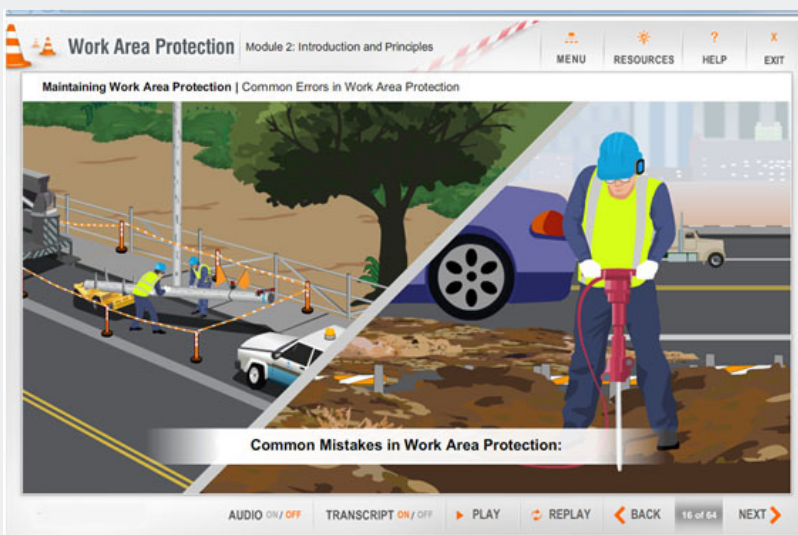 Work Area Protection Module 2: Introduction and Principles
MENU RESOURCES ? HELP X EXIT
Maintaining Work Area Protection | Common Errors in Work Area Protection
Common Mistakes in Work Area Protection:
AUDIO ON / OFF TRANSCRIPT ON / OFF PLAY REPLAY BACK 16 of 64 NEXT